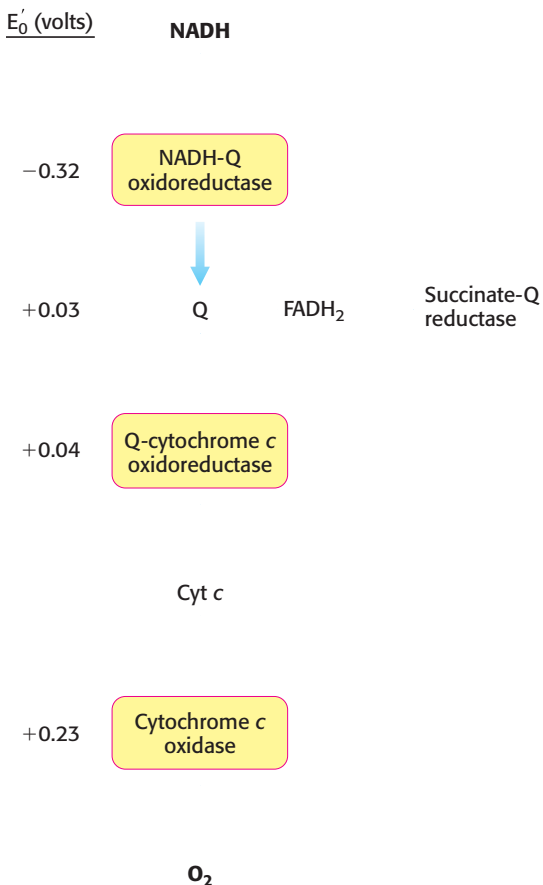 E₀′ (volts)
NADH
−0.32
NADH-Q
oxidoreductase
+0.03
Q
FADH₂
Succinate-Q
reductase
+0.04
Q-cytochrome c
oxidoreductase
Cyt c
+0.23
Cytochrome c
oxidase
O₂